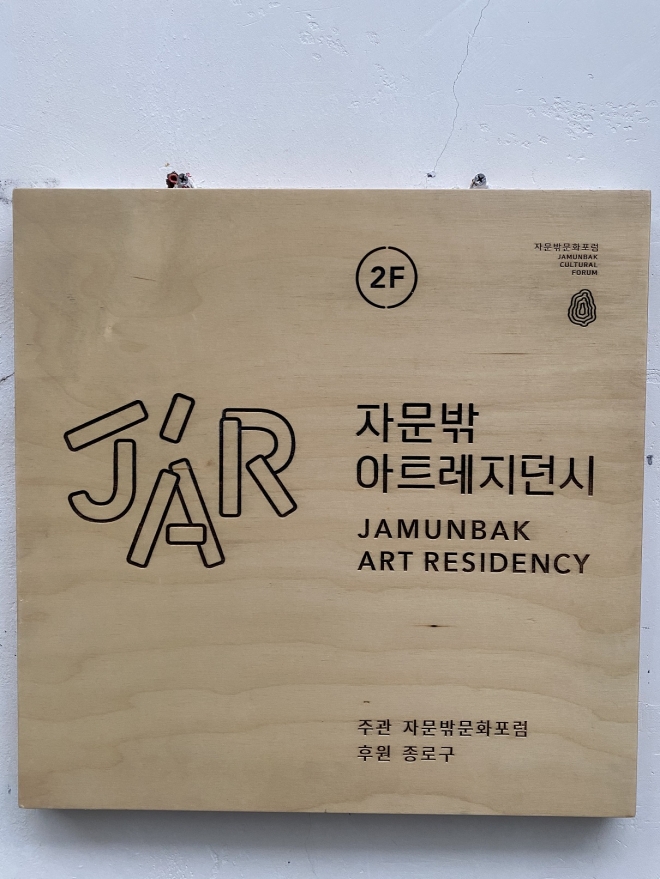 2F
자문밖문화포럼
JAMUNBAK
CULTURAL
FORUM
JAR
자문밖
아트레지던시
JAMUNBAK
ART RESIDENCY
주관 자문밖문화포럼
후원 종로구